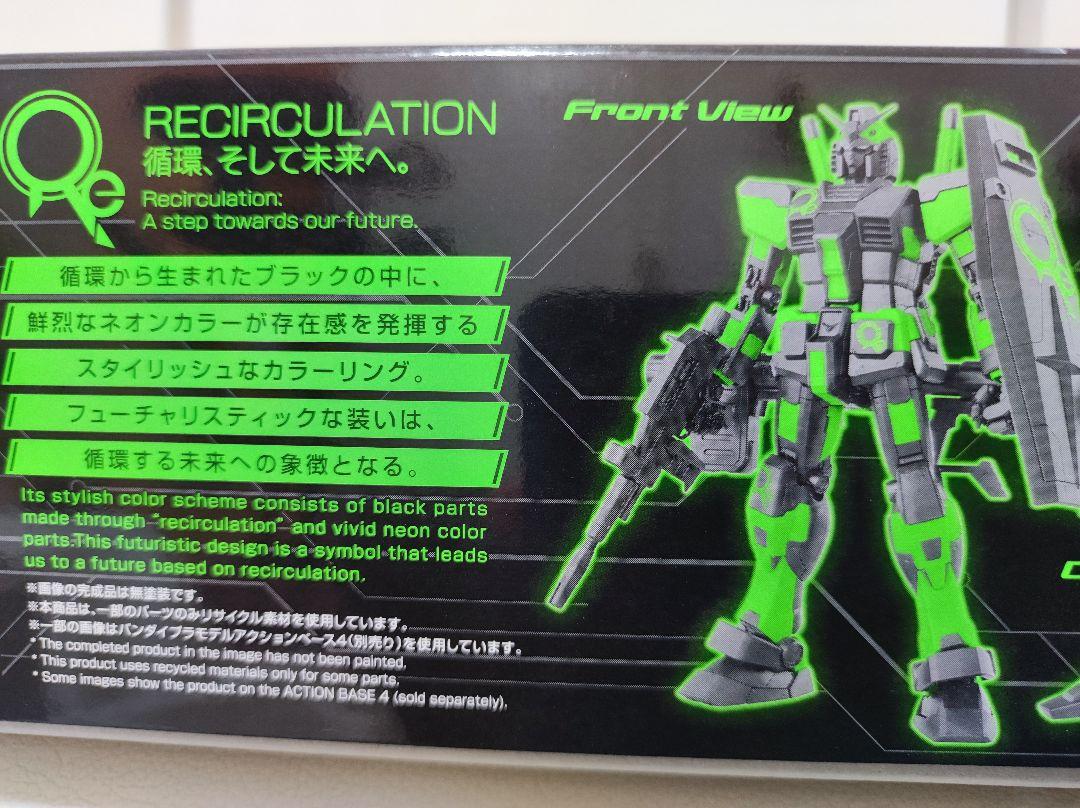 Re
RECIRCULATION
循環、そして未来へ。
Recirculation:
A step towards our future.
循環から生まれたブラックの中に、
鮮烈なネオンカラーが存在感を発揮する
スタイリッシュなカラーリング。
フューチャリスティックな装いは、
循環する未来への象徴となる。
Its stylish color scheme consists of black parts
made through "recirculation" and vivid neon color
parts.This futuristic design is a symbol that leads
us to a future based on recirculation.
※画像の完成品は無塗装です。
※本商品は、一部のパーツのみリサイクル素材を使用しています。
※一部の画像はバンダイプラモデルアクションベース4(別売り)を使用しています。
* The completed product in the image has not been painted.
* This product uses recycled materials only for some parts.
* Some images show the product on the ACTION BASE 4 (sold separately).
Front View